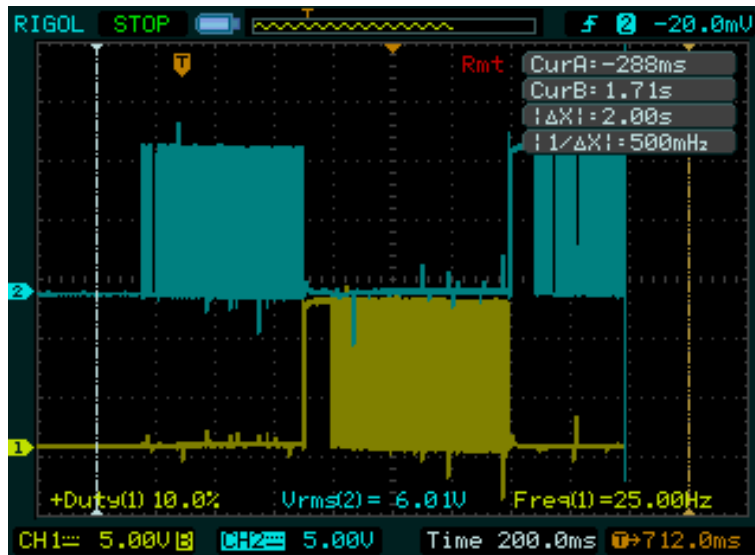 RIGOL STOP T f 2 -20.0mV
T
Rmt
CurA:-288ms
CurB: 1.71s
|ΔX|: 2.00s
|1/ΔX|: 500mHz
2
1
+Duty(1) 10.0% Vrms(2)= 6.01V Freq(1)=25.00Hz
CH1 5.00V B CH2 5.00V Time 200.0ms T→712.0ms